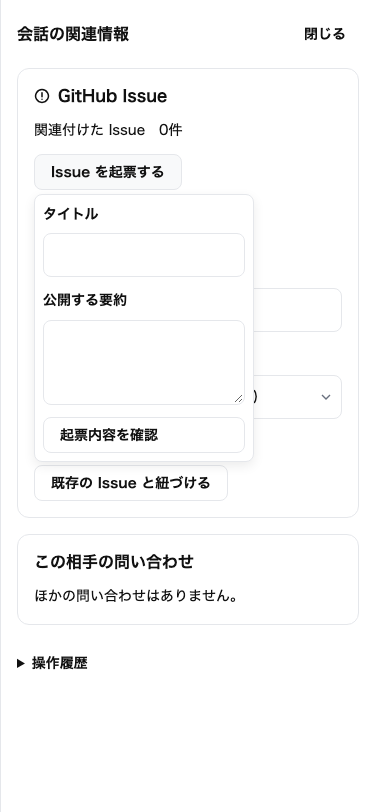 会話の関連情報
閉じる
GitHub Issue
関連付けた Issue 0件
Issue を起票する
タイトル
公開する要約
)
起票内容を確認
既存の Issue と紐づける
この相手の問い合わせ
ほかの問い合わせはありません。
操作履歴